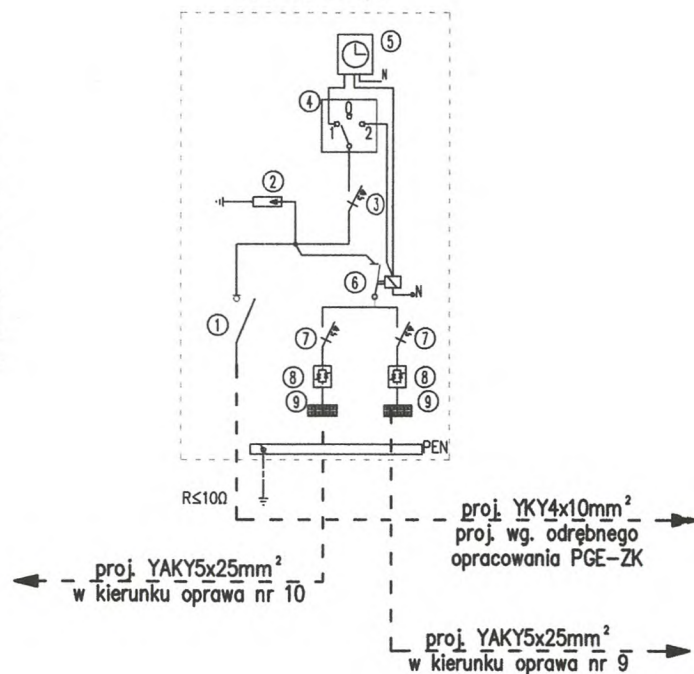 5
N
4
0
1 2
2
3
6
N
1
7 7
8 8
9 9
PEN
R≤10Ω
proj. YKY4x10mm²
proj. wg. odrębnego
opracowania PGE-ZK
proj. YAKY5x25mm²
w kierunku oprawa nr 10
proj. YAKY5x25mm²
w kierunku oprawa nr 9